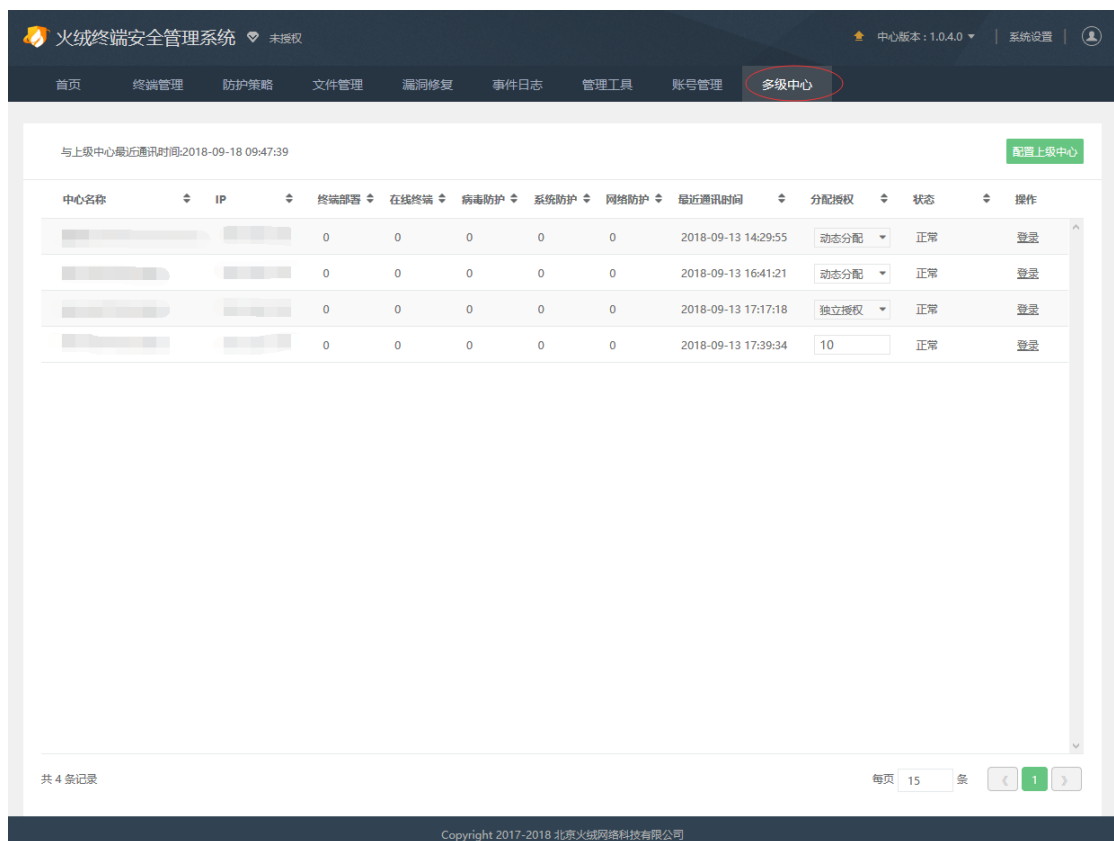 火绒终端安全管理系统 未授权 中心版本：1.0.4.0 系统设置
首页 终端管理 防护策略 文件管理 漏洞修复 事件日志 管理工具 账号管理 多级中心
与上级中心最近通讯时间:2018-09-18 09:47:39 配置上级中心
中心名称 IP 终端部署 在线终端 病毒防护 系统防护 网络防护 最近通讯时间 分配授权 状态 操作
0 0 0 0 0 2018-09-13 14:29:55 动态分配 正常 登录
0 0 0 0 0 2018-09-13 16:41:21 动态分配 正常 登录
0 0 0 0 0 2018-09-13 17:17:18 独立授权 正常 登录
0 0 0 0 0 2018-09-13 17:39:34 10 正常 登录
共 4 条记录 每页 15 条 《 1 》
Copyright 2017-2018 北京火绒网络科技有限公司